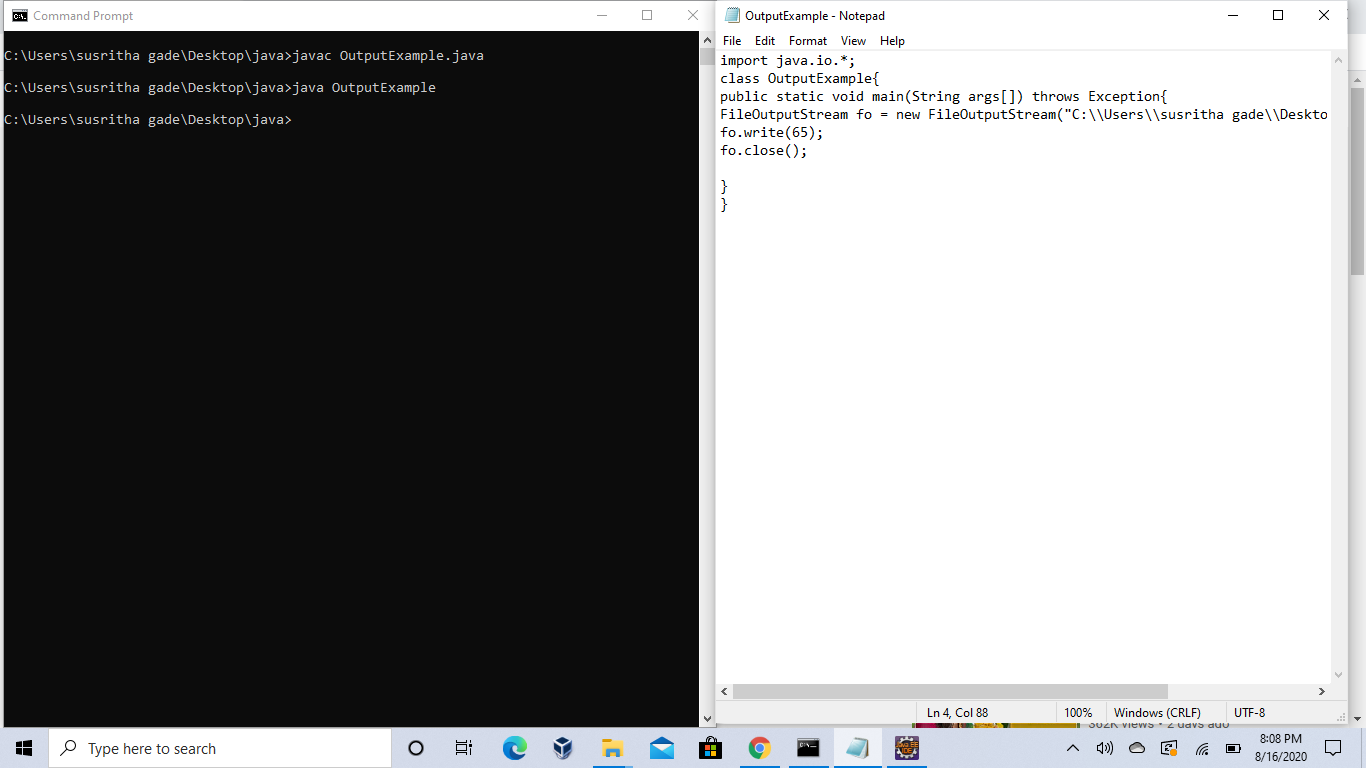 Command Prompt
C:\Users\susritha gade\Desktop\java>javac OutputExample.java
C:\Users\susritha gade\Desktop\java>java OutputExample
C:\Users\susritha gade\Desktop\java>
OutputExample - Notepad
File Edit Format View Help
import java.io.*;
class OutputExample{
public static void main(String args[]) throws Exception{
FileOutputStream fo = new FileOutputStream("C:\\Users\\susritha gade\\Deskto
fo.write(65);
fo.close();
}
}
Ln 4, Col 88 100% Windows (CRLF) UTF-8
362K views • 2 days ago
Type here to search
8:08 PM
8/16/2020